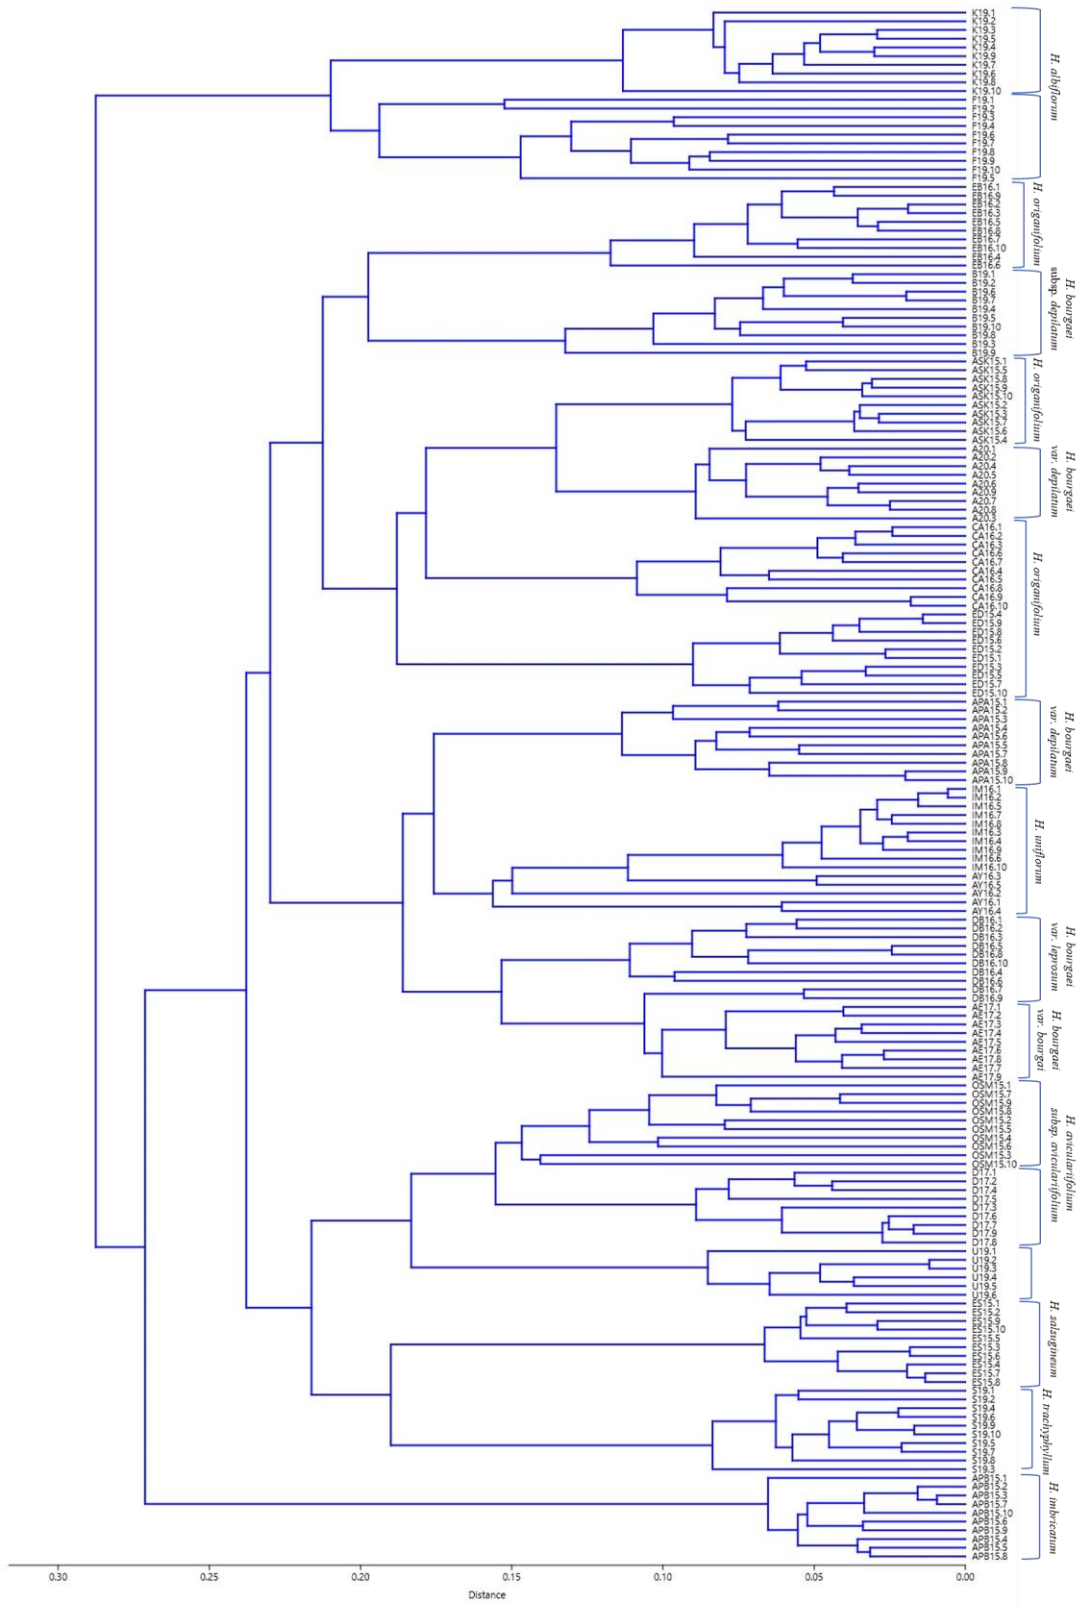 K19.1
K19.2
K19.3
K19.5
K19.4
K19.9
K19.7
K19.6
K19.8
K19.10
F19.1
F19.2
F19.3
F19.4
F19.6
F19.7
F19.8
F19.9
F19.10
F19.5
EB16.1
EB16.9
EB16.2
EB16.3
EB16.5
EB16.8
EB16.7
EB16.10
EB16.4
EB16.6
B19.1
B19.2
B19.6
B19.7
B19.4
B19.5
B19.10
B19.8
B19.3
B19.9
ASK15.1
ASK15.5
ASK15.8
ASK15.9
ASK15.10
ASK15.2
ASK15.3
ASK15.7
ASK15.6
ASK15.4
A20.1
A20.2
A20.4
A20.5
A20.6
A20.9
A20.7
A20.8
A20.3
CA16.1
CA16.2
CA16.3
CA16.6
CA16.7
CA16.4
CA16.5
CA16.8
CA16.9
CA16.10
ED15.4
ED15.9
ED15.8
ED15.6
ED15.2
ED15.1
ED15.3
ED15.5
ED15.7
ED15.10
APA15.1
APA15.2
APA15.3
APA15.4
APA15.6
APA15.5
APA15.7
APA15.8
APA15.9
APA15.10
IM16.1
IM16.2
IM16.5
IM16.7
IM16.8
IM16.3
IM16.4
IM16.9
IM16.6
IM16.10
AY16.3
AY16.5
AY16.2
AY16.1
AY16.4
DB16.1
DB16.2
DB16.3
DB16.5
DB16.8
DB16.10
DB16.4
DB16.6
DB16.7
DB16.9
AE17.1
AE17.2
AE17.3
AE17.4
AE17.5
AE17.6
AE17.8
AE17.7
AE17.9
OSM15.1
OSM15.7
OSM15.9
OSM15.8
OSM15.2
OSM15.5
OSM15.4
OSM15.6
OSM15.3
OSM15.10
D17.1
D17.2
D17.4
D17.5
D17.3
D17.6
D17.7
D17.9
D17.8
U19.1
U19.2
U19.3
U19.4
U19.5
U19.6
ES15.1
ES15.2
ES15.9
ES15.10
ES15.5
ES15.3
ES15.6
ES15.4
ES15.7
ES15.8
S19.1
S19.2
S19.4
S19.6
S19.9
S19.10
S19.5
S19.7
S19.8
S19.3
APB15.1
APB15.2
APB15.3
APB15.7
APB15.10
APB15.6
APB15.9
APB15.4
APB15.5
APB15.8
H. albiflorum
H. origanifolium
H. bourgaei
subsp. depilatum
H. origanifolium
H. bourgaei
var. depilatum
H. origanifolium
H. bourgaei
var. depilatum
H. uniflorum
H. bourgaei
var. leprosum
H. bourgaei
var. bourgai
H. aviculariifolium
subsp. aviculariifolium
H. salsugineum
H. trachyphyllum
H. imbricatum
0.30 0.25 0.20 0.15 0.10 0.05 0.00
Distance